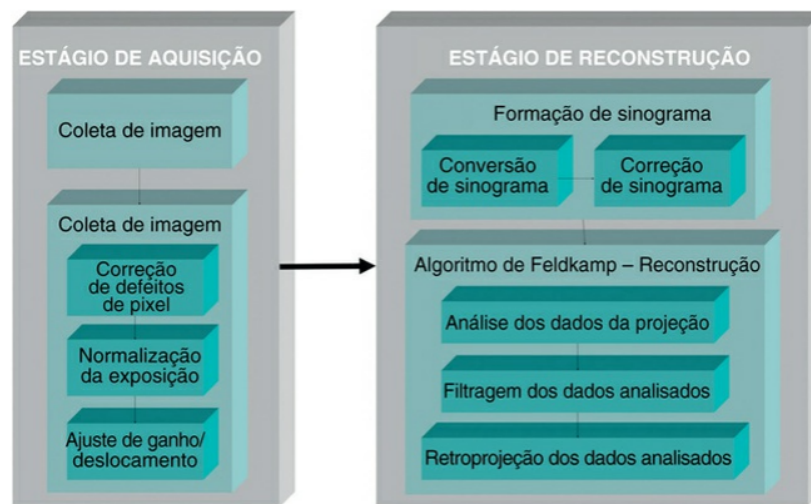 ESTÁGIO DE AQUISIÇÃO
Coleta de imagem
Coleta de imagem
Correção
de defeitos
de pixel
Normalização
da exposição
Ajuste de ganho/
deslocamento
ESTÁGIO DE RECONSTRUÇÃO
Formação de sinograma
Conversão
de sinograma
Correção
de sinograma
Algoritmo de Feldkamp – Reconstrução
Análise dos dados da projeção
Filtragem dos dados analisados
Retroprojeção dos dados analisados